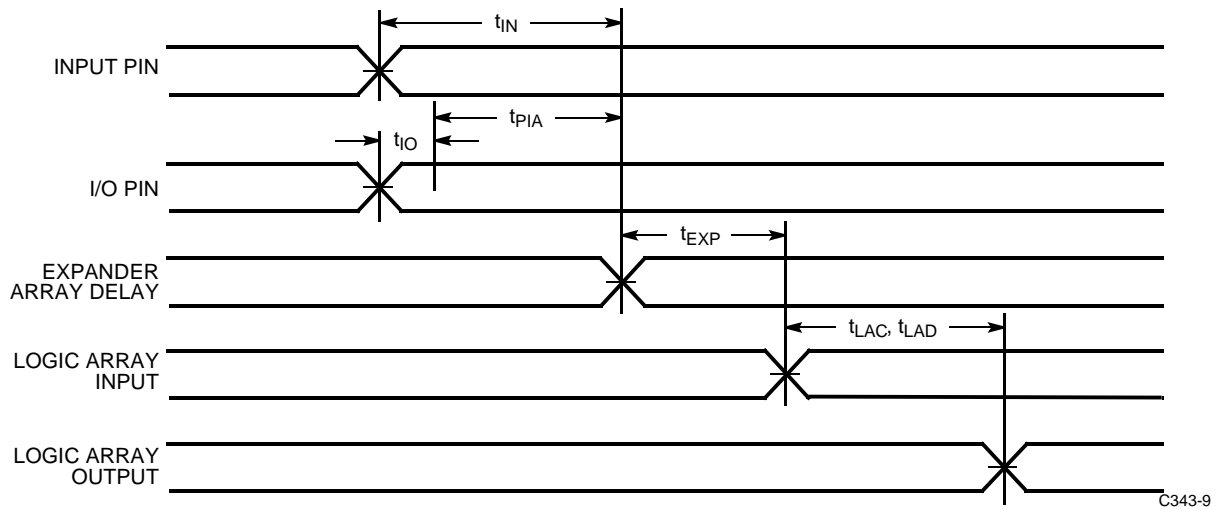 tIN
INPUT PIN
tPIA
tIO
I/O PIN
tEXP
EXPANDER
ARRAY DELAY
tLAC, tLAD
LOGIC ARRAY
INPUT
LOGIC ARRAY
OUTPUT
C343-9